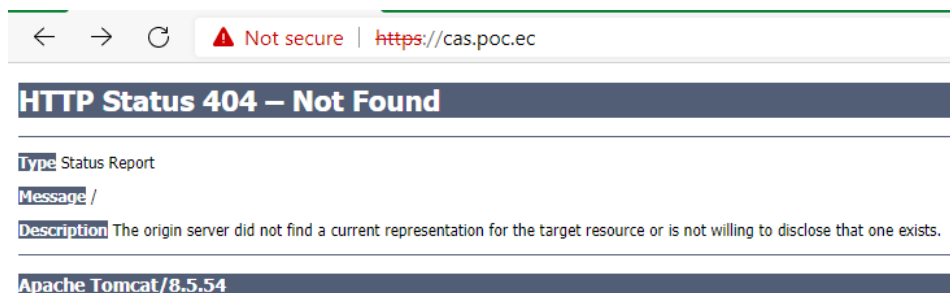 Not secure | https://cas.poc.ec
HTTP Status 404 – Not Found
Type Status Report
Message /
Description The origin server did not find a current representation for the target resource or is not willing to disclose that one exists.
Apache Tomcat/8.5.54